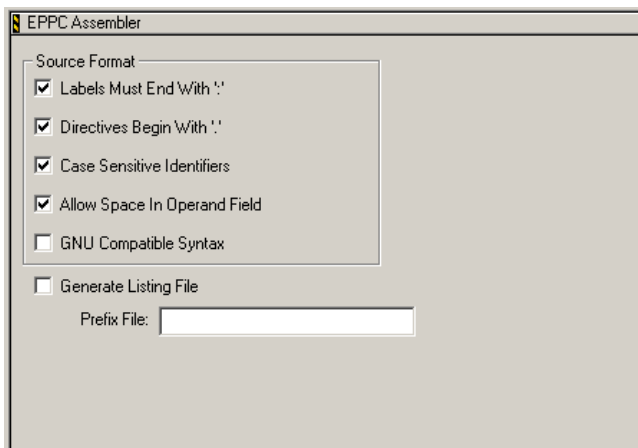 EPPC Assembler
Source Format
Labels Must End With ':'
Directives Begin With '.'
Case Sensitive Identifiers
Allow Space In Operand Field
GNU Compatible Syntax
Generate Listing File
Prefix File: